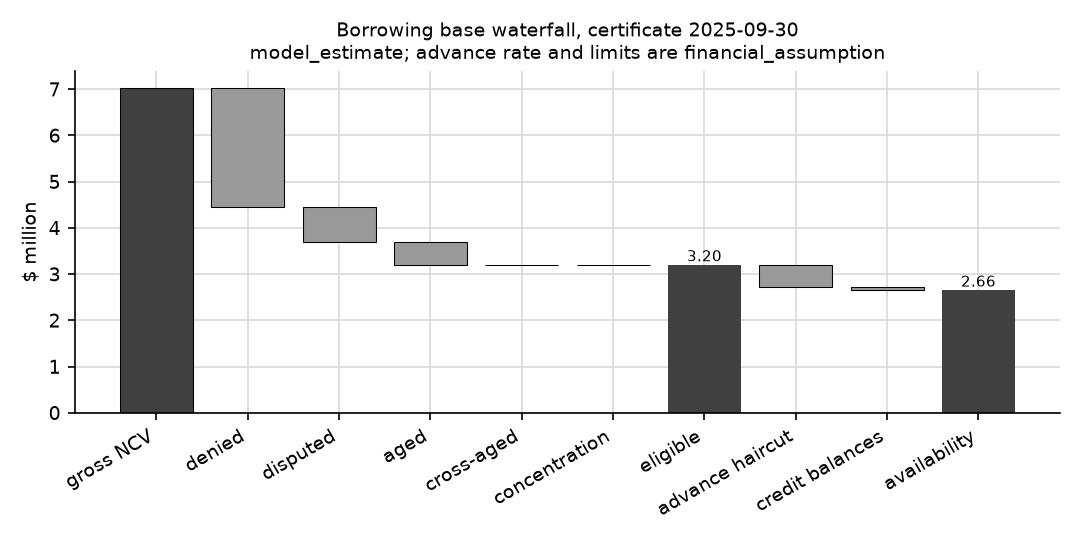 Borrowing base waterfall, certificate 2025-09-30
model_estimate; advance rate and limits are financial_assumption
$ million
7
6
5
4
3
2
1
0
3.20
2.66
gross NCV
denied
disputed
aged
cross-aged
concentration
eligible
advance haircut
credit balances
availability